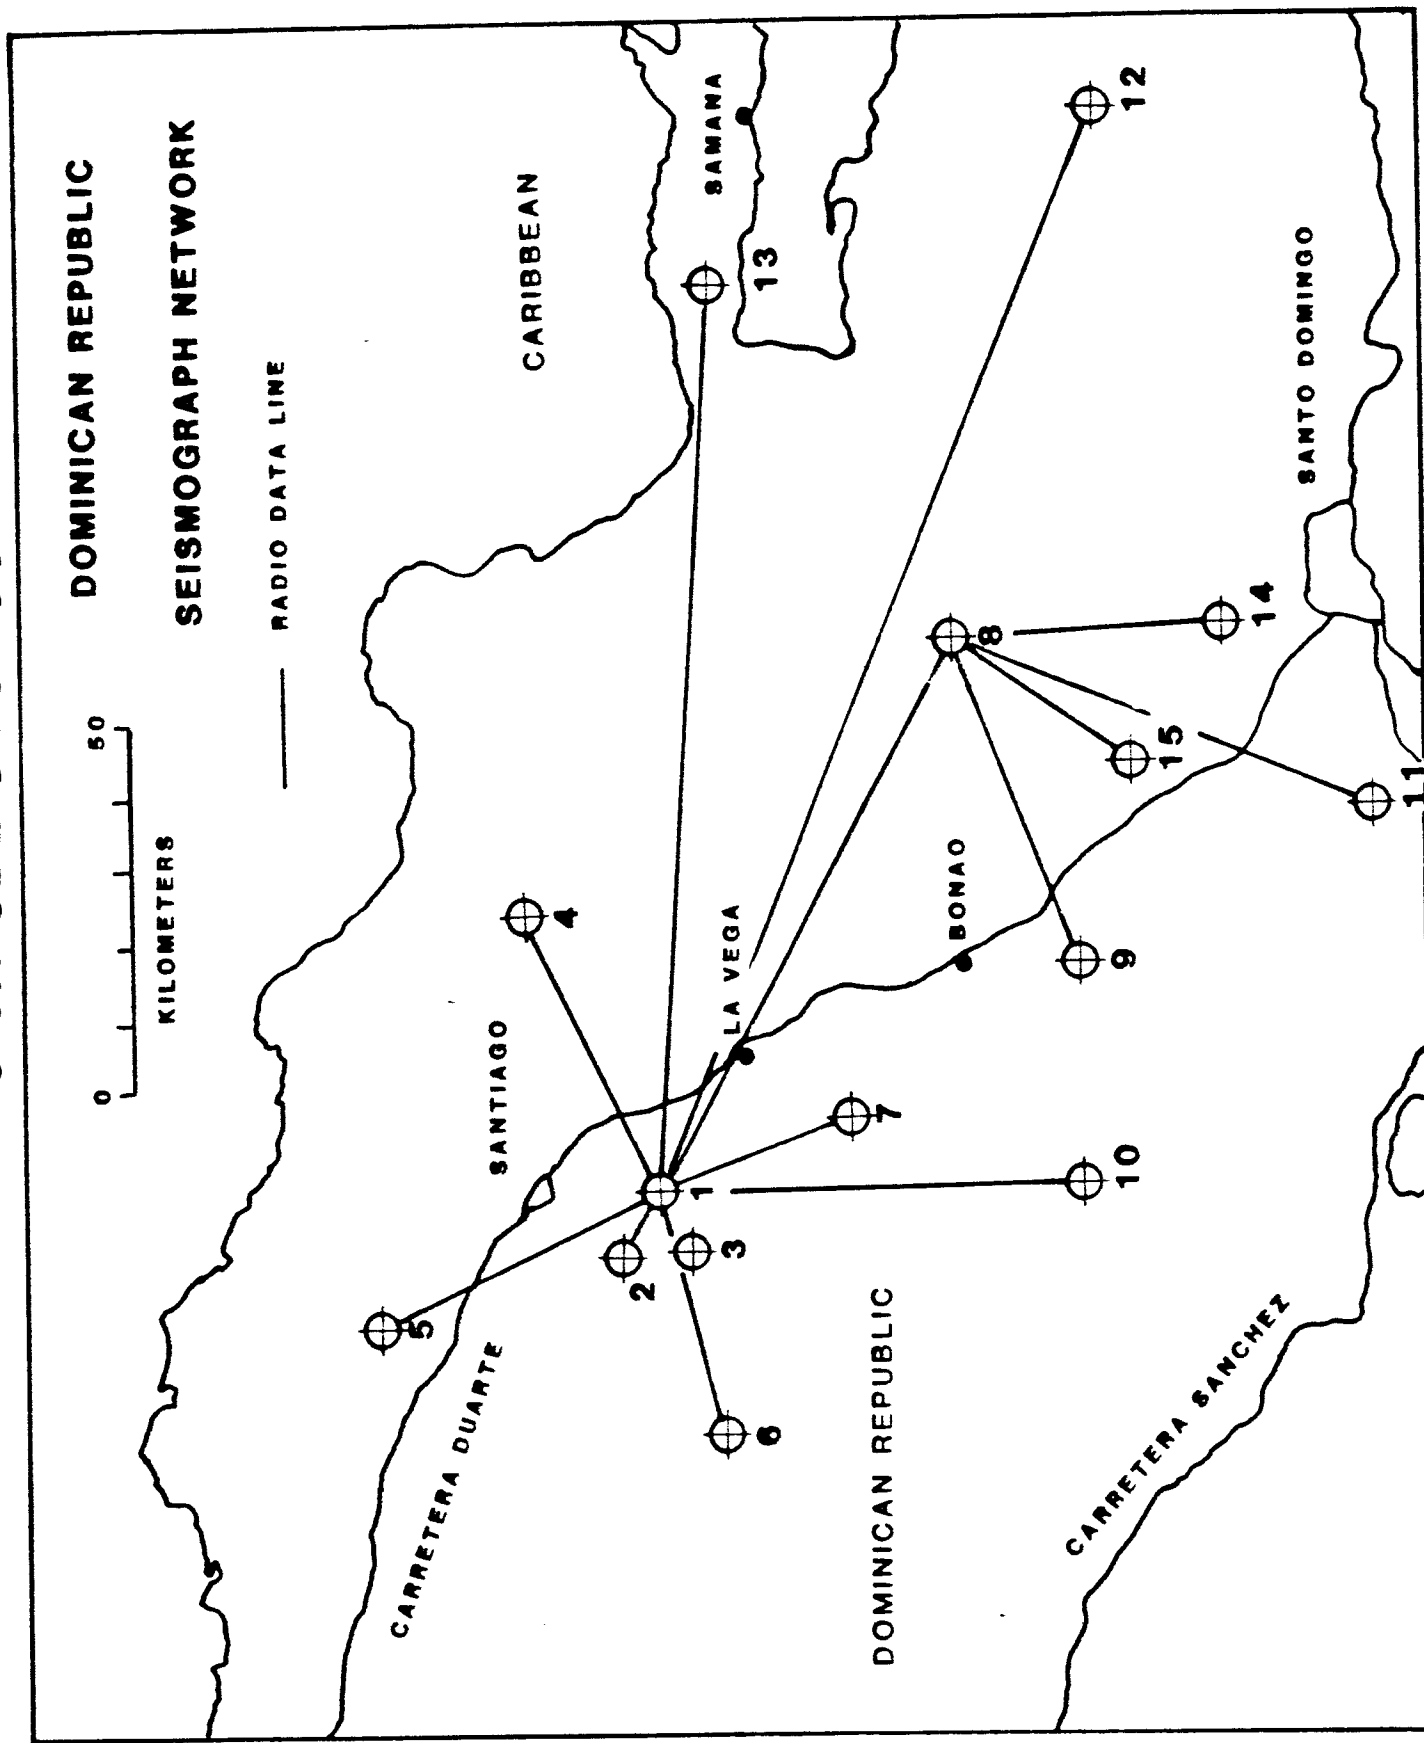 DOMINICAN REPUBLIC
SEISMOGRAPH NETWORK
RADIO DATA LINE
0
50
KILOMETERS
CARIBBEAN
SAMANA
13
12
4
SANTIAGO
5
2
1
3
6
7
LA VEGA
CARRETERA DUARTE
BONAO
8
9
10
14
15
11
SANTO DOMINGO
DOMINICAN REPUBLIC
CARRETERA SANCHEZ